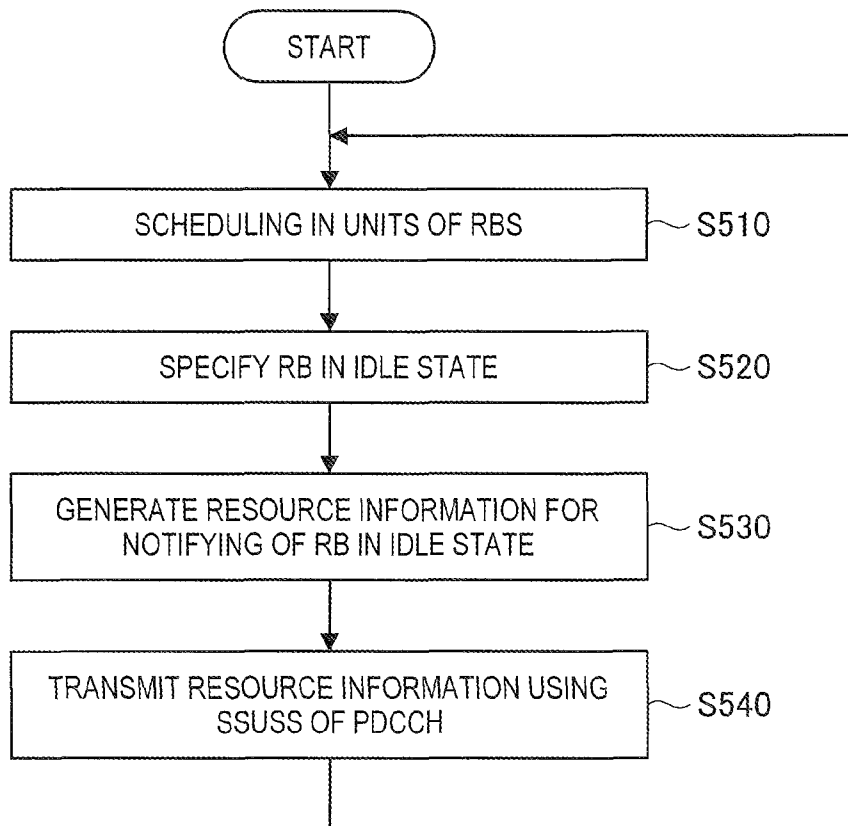 START
SCHEDULING IN UNITS OF RBS
S510
SPECIFY RB IN IDLE STATE
S520
GENERATE RESOURCE INFORMATION FOR
NOTIFYING OF RB IN IDLE STATE
S530
TRANSMIT RESOURCE INFORMATION USING
SSUSS OF PDCCH
S540